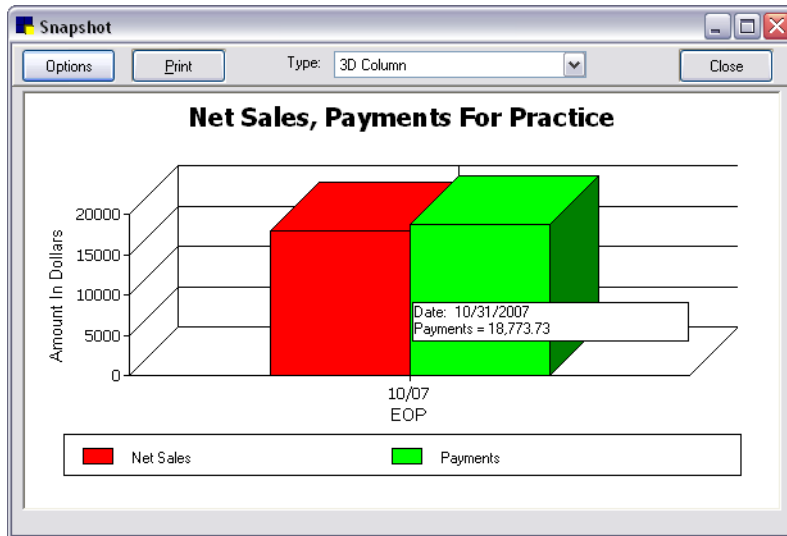 Snapshot
Options Print Type: 3D Column Close
Net Sales, Payments For Practice
Amount In Dollars
20000
15000
10000
5000
0
Date: 10/31/2007
Payments = 18,773.73
10/07
EOP
Net Sales Payments